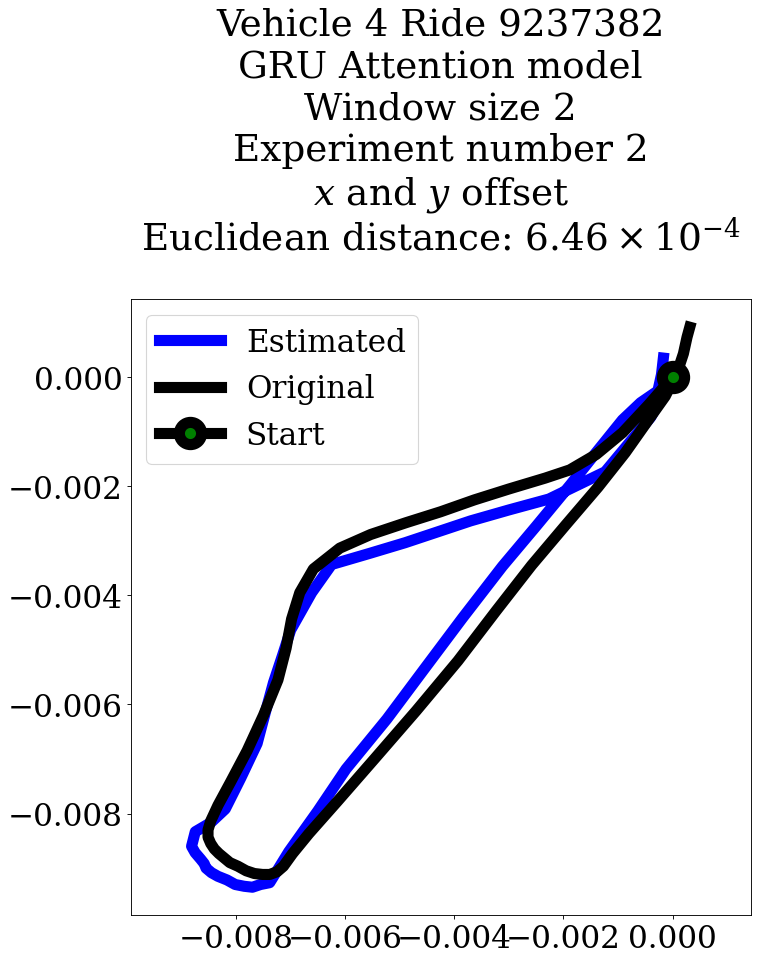 Vehicle 4 Ride 9237382
GRU Attention model
Window size 2
Experiment number 2
x and y offset
Euclidean distance: 6.46 × 10⁻⁴
Estimated
Original
Start
0.000
−0.002
−0.004
−0.006
−0.008
−0.008 −0.006 −0.004 −0.002 0.000